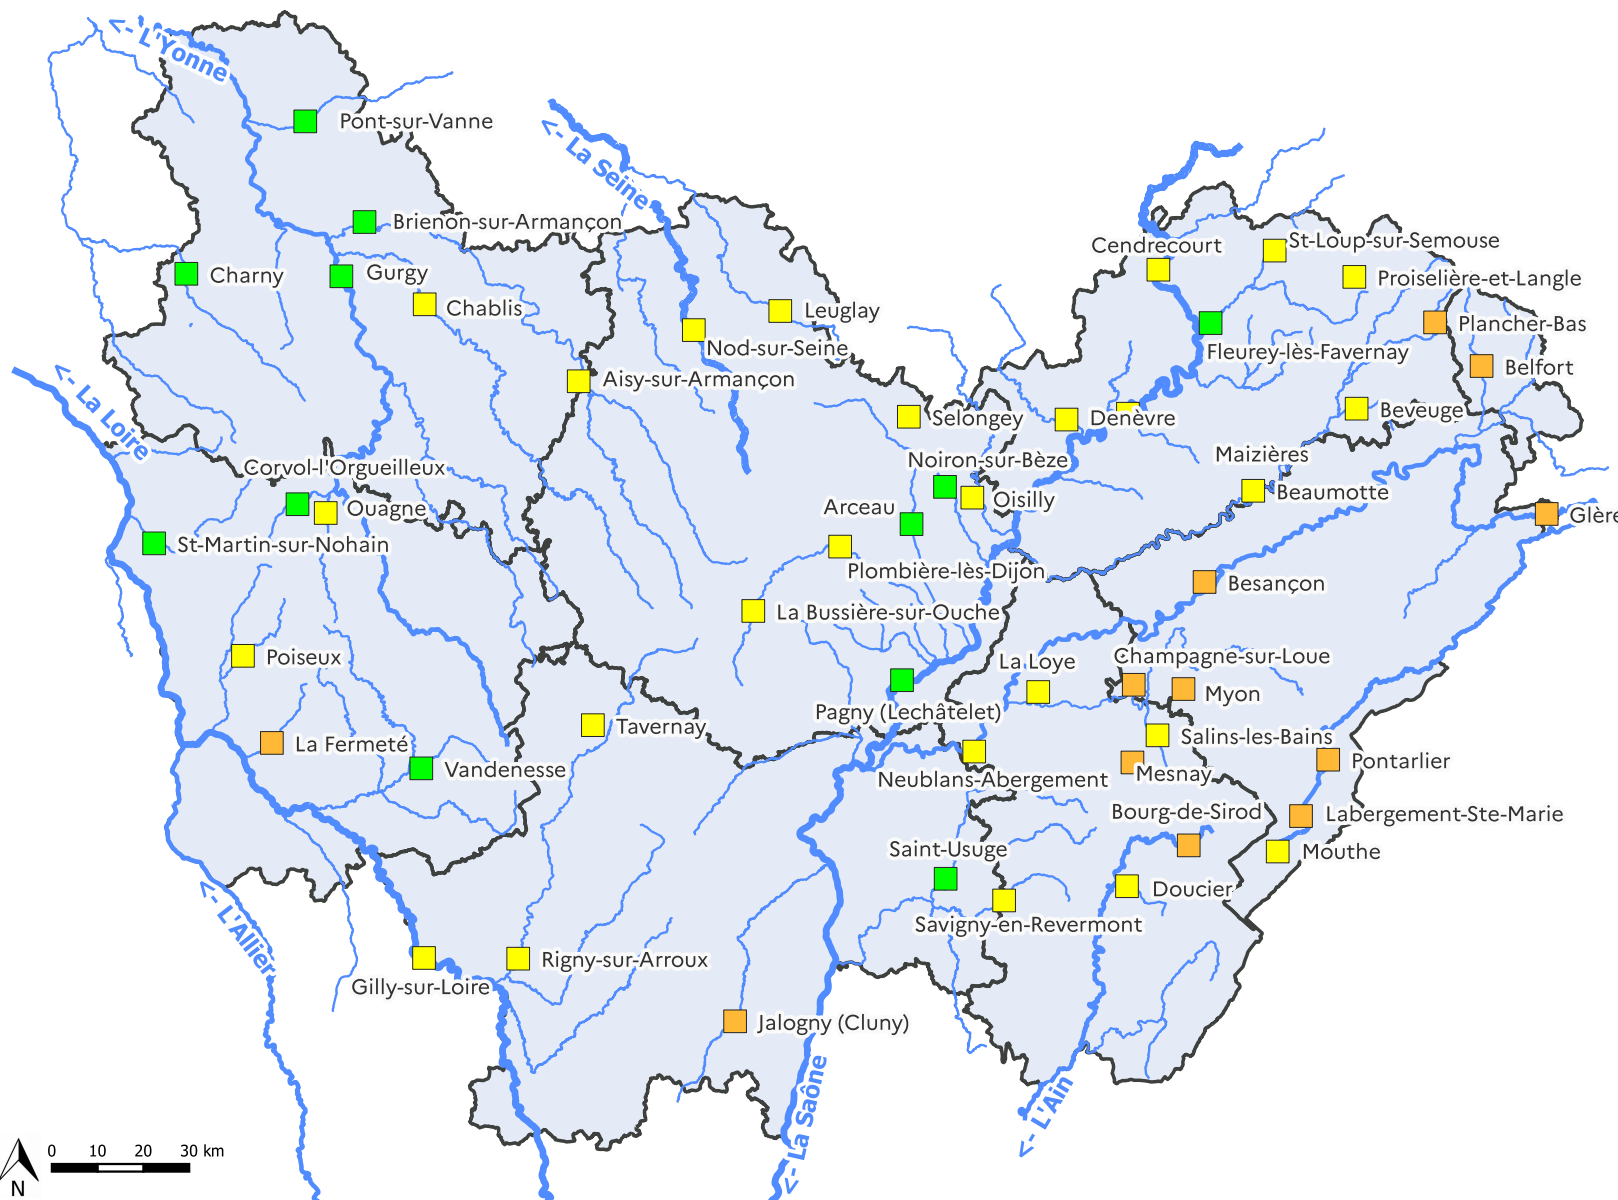 <- L'Yonne
Pont-sur-Vanne
<- La Seine
Brienon-sur-Armançon
Charny
Gurgy
Chablis
Cendrecourt
St-Loup-sur-Semouse
Proiselière-et-Langle
Leuglay
Nod-sur-Seine
Plancher-Bas
Fleurey-lès-Favernay
Belfort
Aisy-sur-Armançon
<- La Loire
Selongey
Denèvre
Beveuge
Corvol-l'Orgueilleux
Noiron-sur-Bèze
Maizières
Ouagne
Arceau
Oisilly
Beaumotte
Glère
St-Martin-sur-Nohain
Plombière-lès-Dijon
Besançon
La Bussière-sur-Ouche
Poiseux
La Loye
Champagne-sur-Loue
Myon
Pagny (Lechâtelet)
Tavernay
La Fermeté
Salins-les-Bains
Vandenesse
Neublans-Abergement
Mesnay
Pontarlier
Bourg-de-Sirod
Labergement-Ste-Marie
Saint-Usuge
Mouthe
Doucier
<- L'Allier
Savigny-en-Revermont
Rigny-sur-Arroux
Gilly-sur-Loire
Jalogny (Cluny)
<- La Saône
<- L'Ain
0 10 20 30 km
N